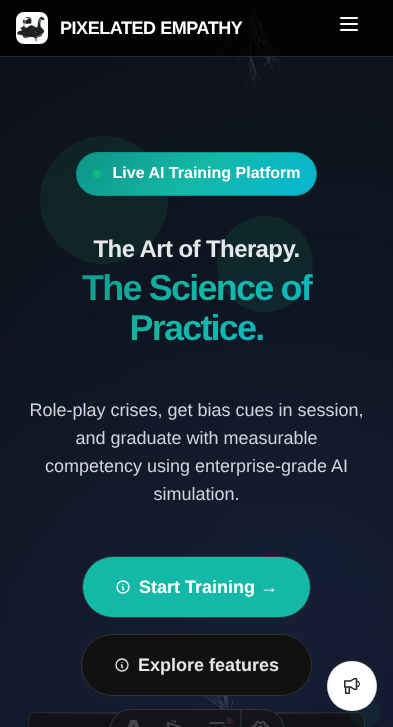 PIXELATED EMPATHY
Live AI Training Platform
The Art of Therapy.
The Science of
Practice.
Role-play crises, get bias cues in session,
and graduate with measurable
competency using enterprise-grade AI
simulation.
Start Training →
Explore features